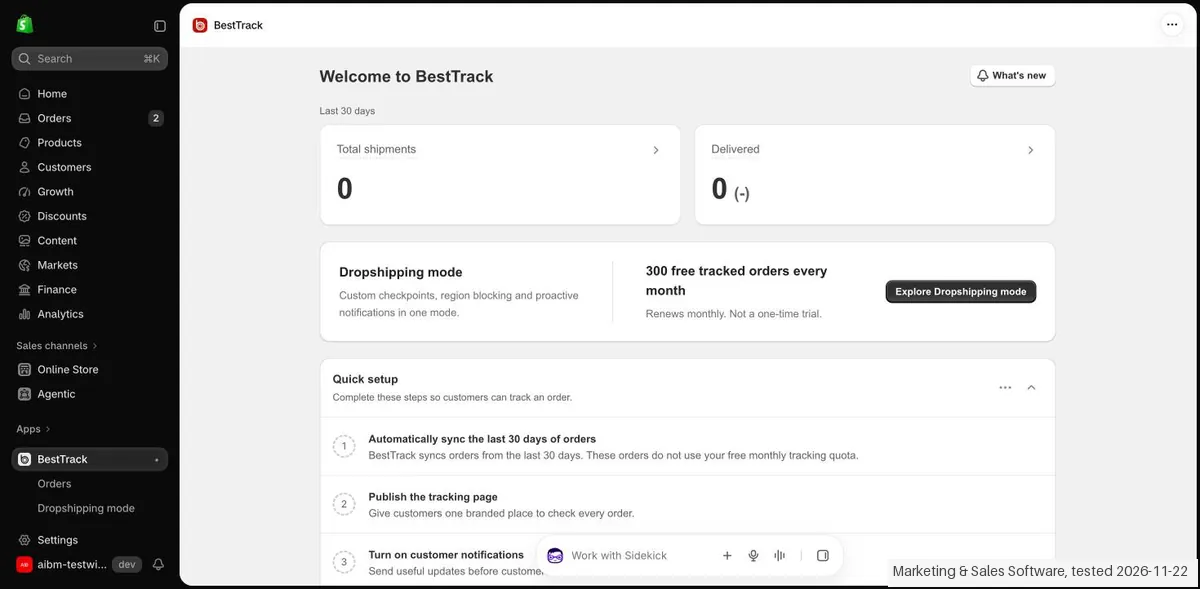 Search ⌘K
Home
Orders 2
Products
Customers
Growth
Discounts
Content
Markets
Finance
Analytics
Sales channels
Online Store
Agentic
Apps
BestTrack
Orders
Dropshipping mode
Settings
AB aibm-testwi... dev
BestTrack
Welcome to BestTrack
What's new
Last 30 days
Total shipments
0
Delivered
0 (-)
Dropshipping mode
Custom checkpoints, region blocking and proactive
notifications in one mode.
300 free tracked orders every
month
Renews monthly. Not a one-time trial.
Explore Dropshipping mode
Quick setup
Complete these steps so customers can track an order.
1
Automatically sync the last 30 days of orders
BestTrack syncs orders from the last 30 days. These orders do not use your free monthly tracking quota.
2
Publish the tracking page
Give customers one branded place to check every order.
3
Turn on customer notifications
Send useful updates before custome
Work with Sidekick
Marketing & Sales Software, tested 2026-11-22